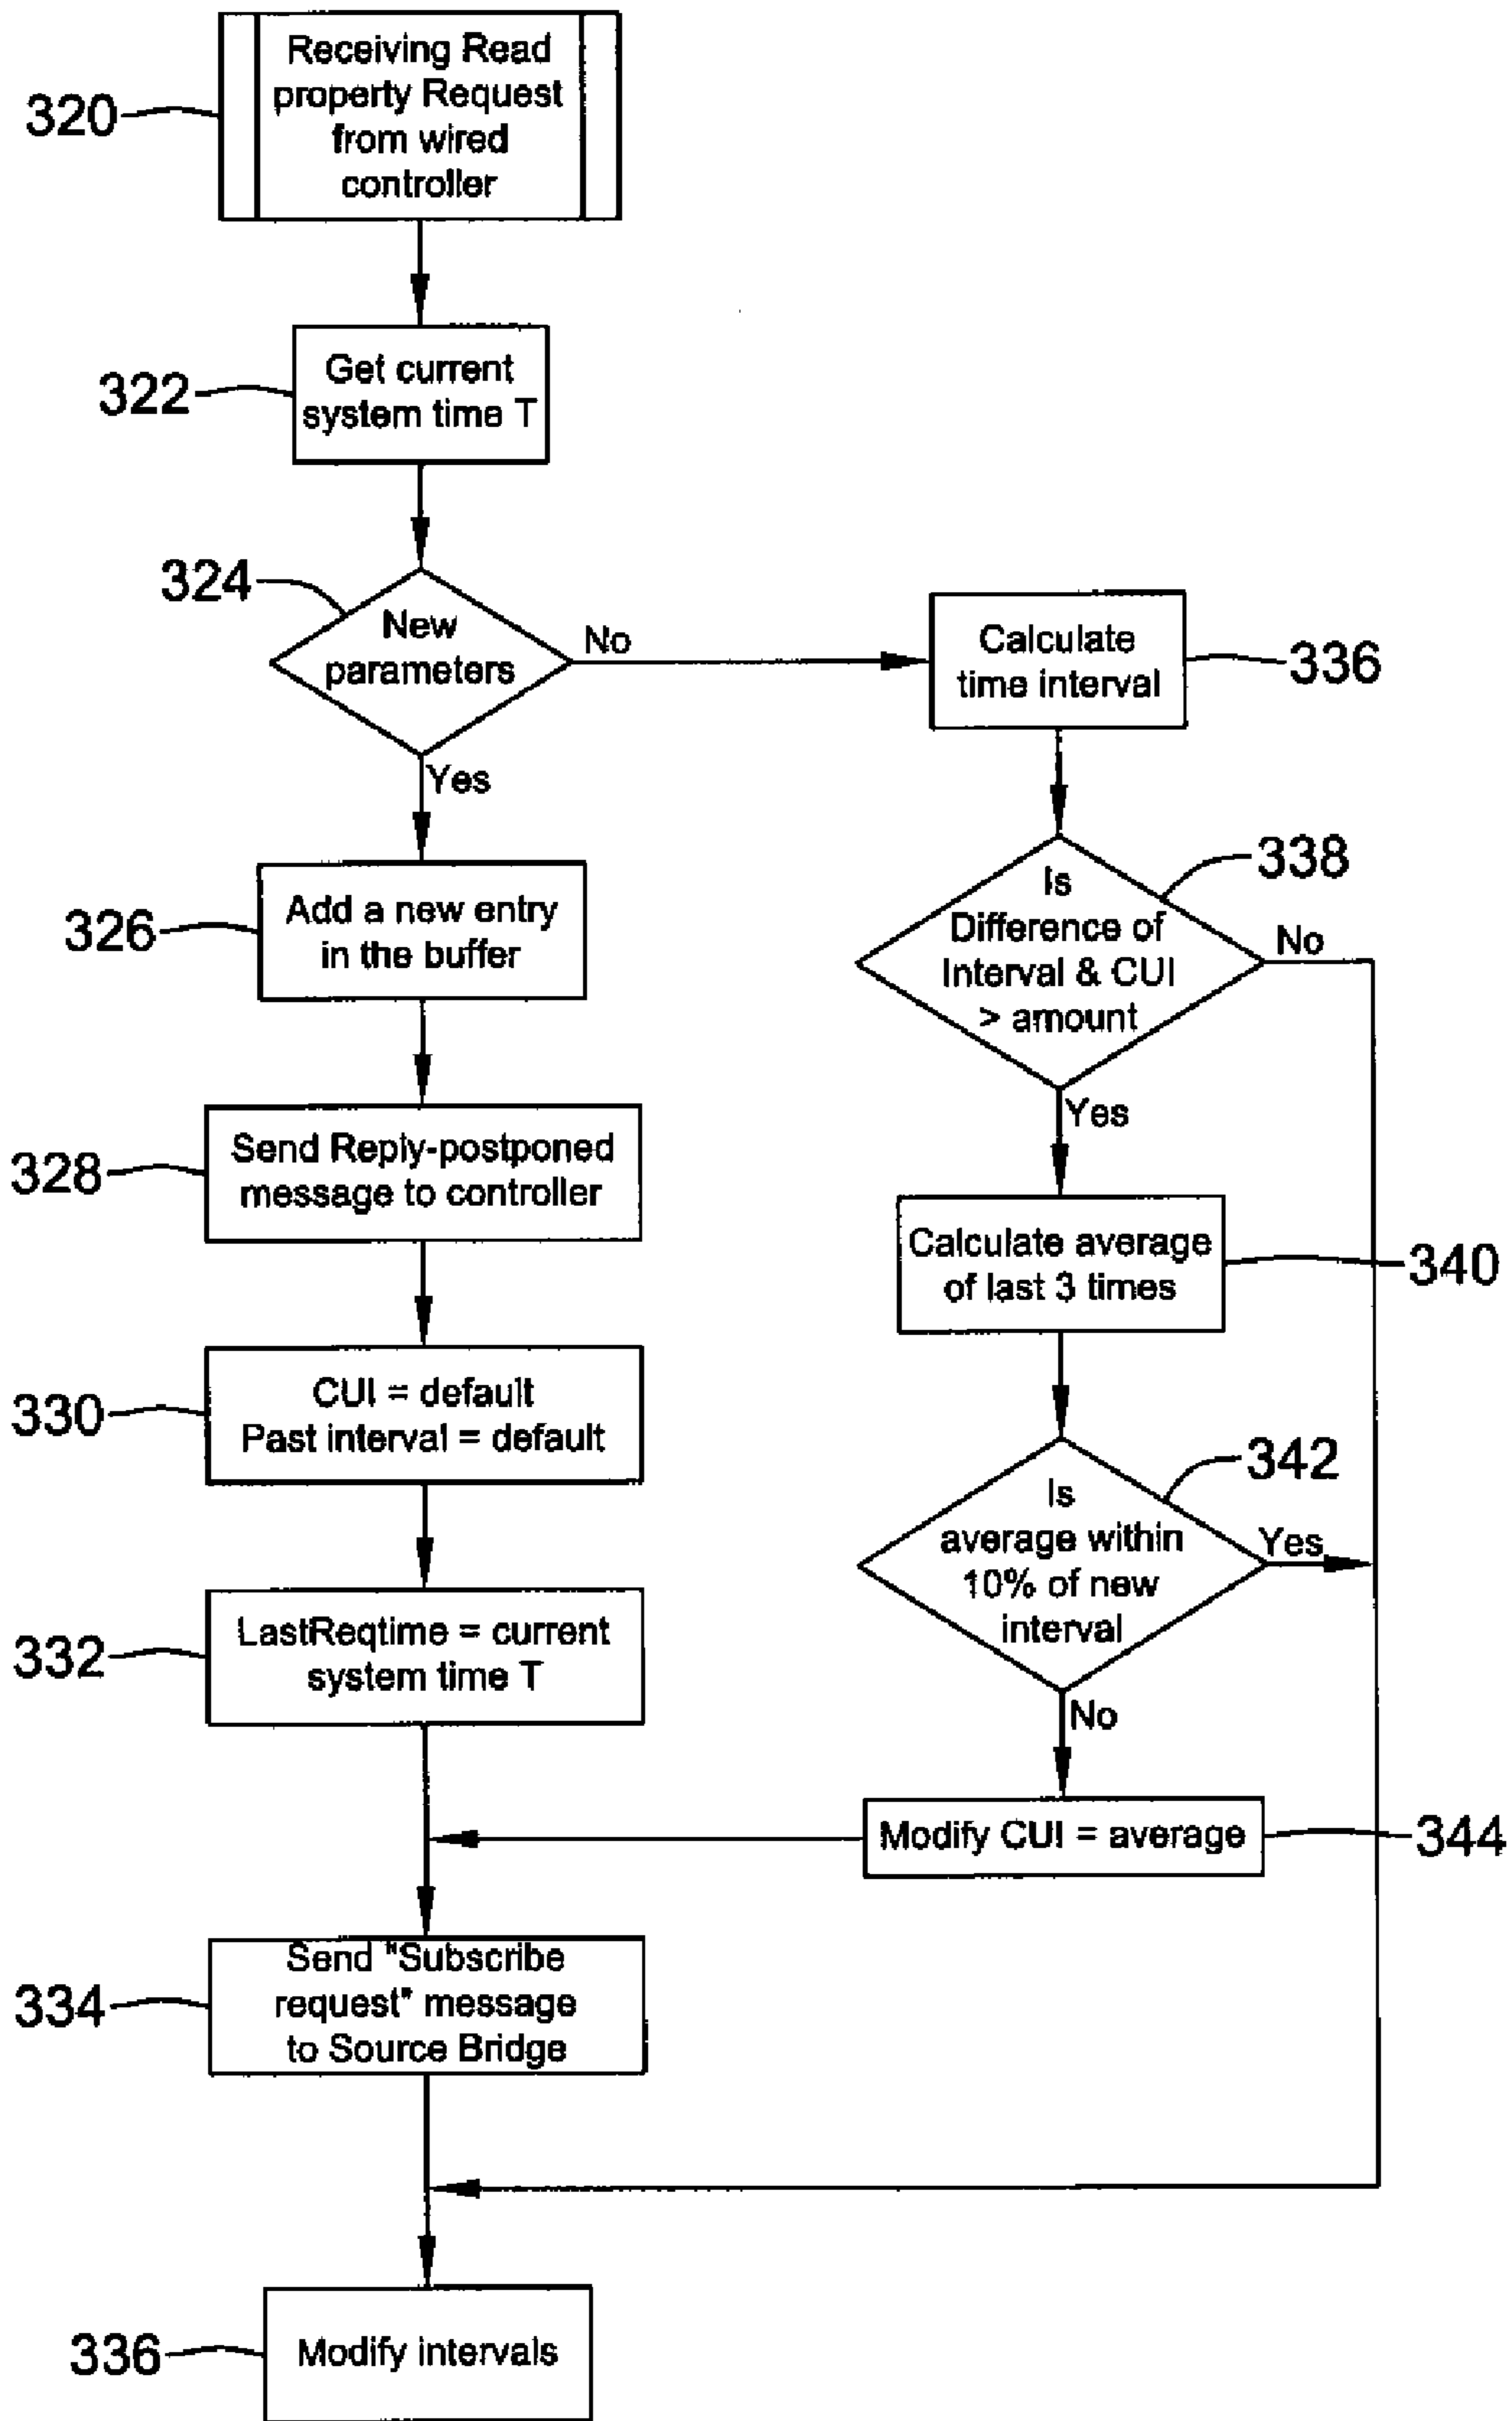 Receiving Read
property Request
from wired
controller
320
Get current
system time T
322
324
New
parameters
No
Yes
Calculate
time interval
336
Add a new entry
in the buffer
326
Is
Difference of
Interval & CUI
> amount
338
No
Yes
Send Reply-postponed
message to controller
328
Calculate average
of last 3 times
340
CUI = default
Past interval = default
330
Is
average within
10% of new
interval
342
Yes
No
LastReqtime = current
system time T
332
Modify CUI = average
344
Send "Subscribe
request" message
to Source Bridge
334
Modify intervals
336